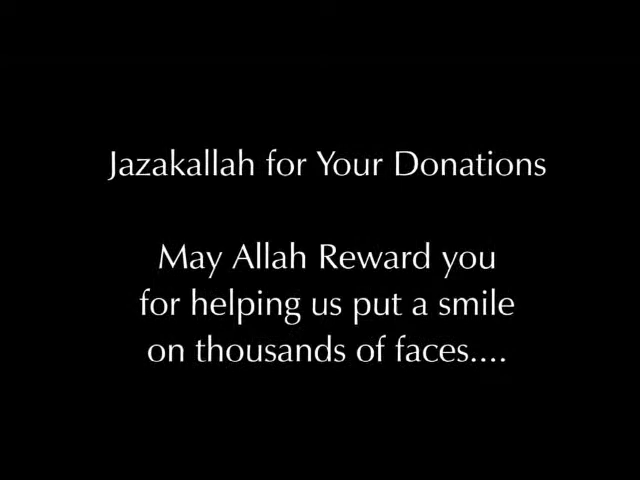 Jazakallah for Your Donations
May Allah Reward you
for helping us put a smile
on thousands of faces....